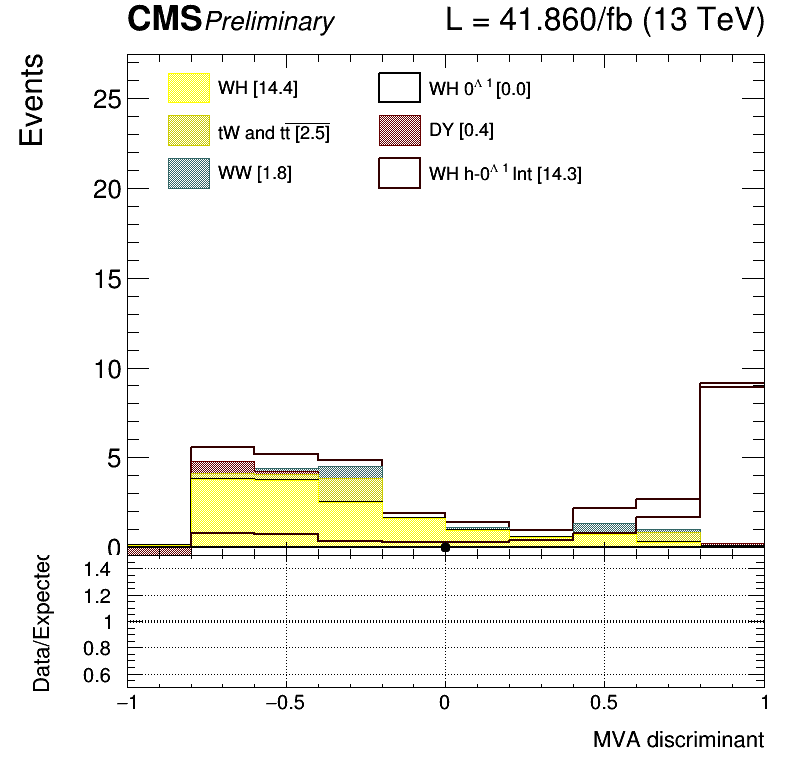 CMS Preliminary L = 41.860/fb (13 TeV)
Events
WH [14.4] WH 0^Λ 1 [0.0]
tW and tt [2.5] DY [0.4]
WW [1.8] WH h-0^Λ 1 Int [14.3]
25
20
15
10
5
0
Data/Expected
1.4
1.2
1
0.8
0.6
−1 −0.5 0 0.5 1
MVA discriminant